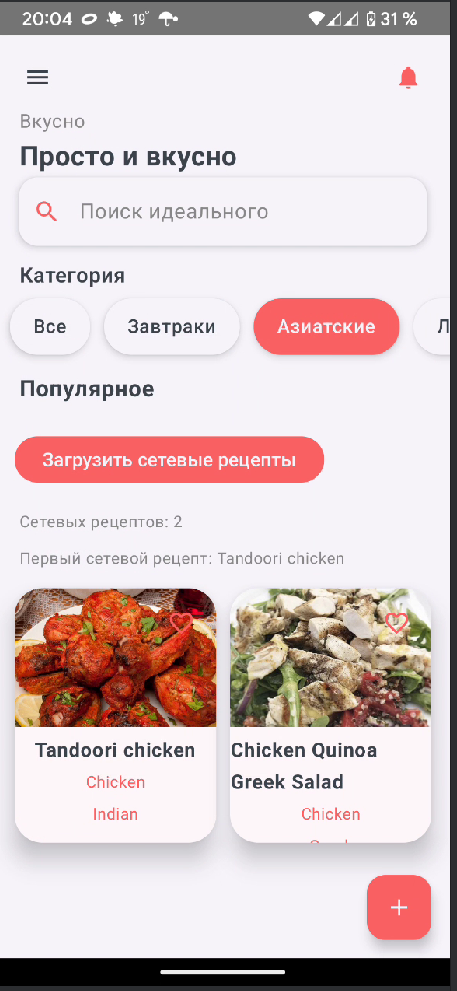 20:04 19° 31 %
Вкусно
Просто и вкусно
Поиск идеального
Категория
Все Завтраки Азиатские Л
Популярное
Загрузить сетевые рецепты
Сетевых рецептов: 2
Первый сетевой рецепт: Tandoori chicken
Tandoori chicken
Chicken
Indian
Chicken Quinoa
Greek Salad
Chicken